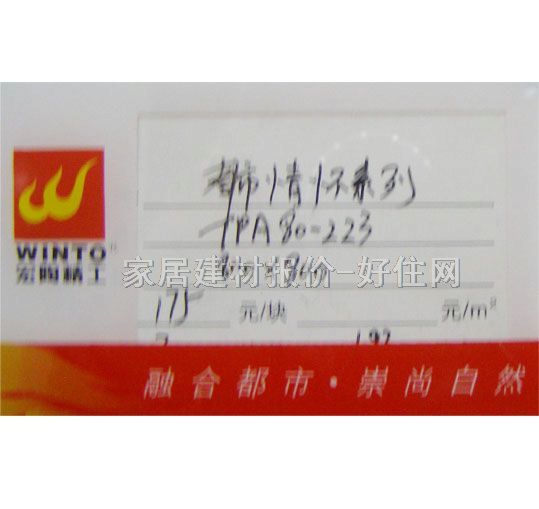 都市情怀系列
TPA80-223
WINTO
宏陶精工
家居建材报价-好住网
175 元/块 元/m²
融合都市·崇尚自然